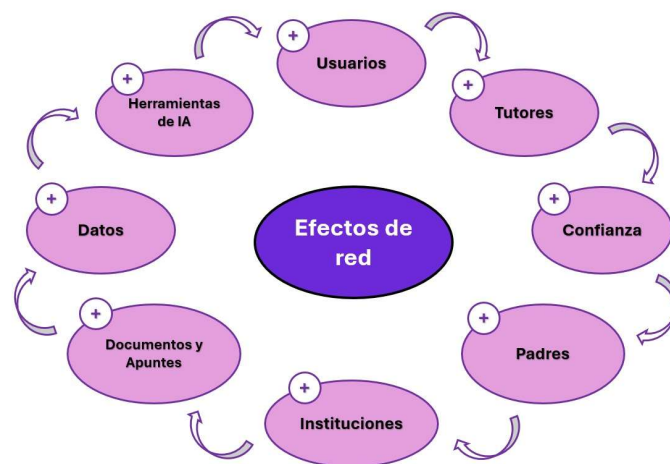 +
Usuarios
+
Tutores
+
Confianza
+
Padres
+
Instituciones
+
Documentos y
Apuntes
+
Datos
+
Herramientas
de IA
Efectos de
red